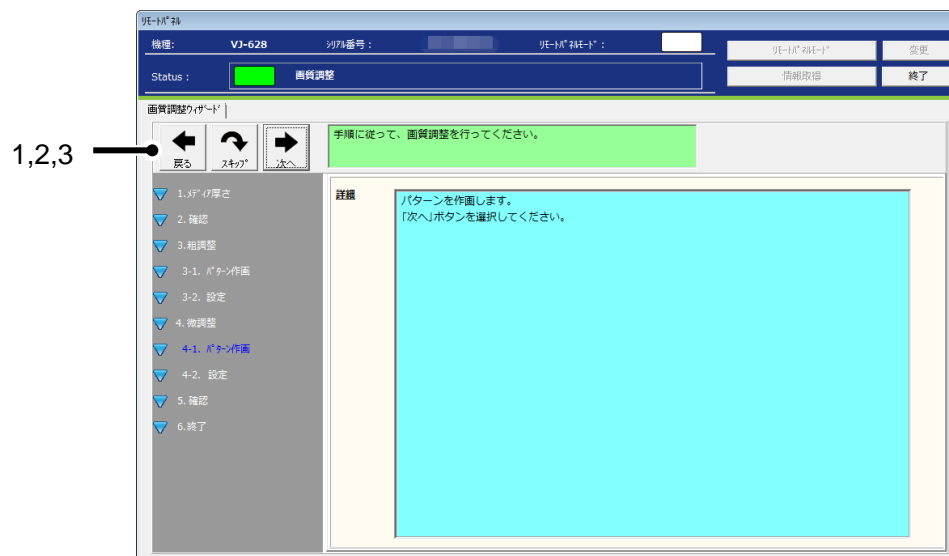 リモートパネル
機種: VJ-628 シリアル番号: リモートパネルモード:
リモートパネルモード 変更
Status: 画質調整
情報取得 終了
画質調整ウィザード
1,2,3
戻る スキップ 次へ
手順に従って、画質調整を行ってください。
1.メディア厚さ
2.確認
3.粗調整
3-1. パターン作画
3-2. 設定
4.微調整
4-1. パターン作画
4-2. 設定
5.確認
6.終了
詳細
パターンを作画します。
「次へ」ボタンを選択してください。